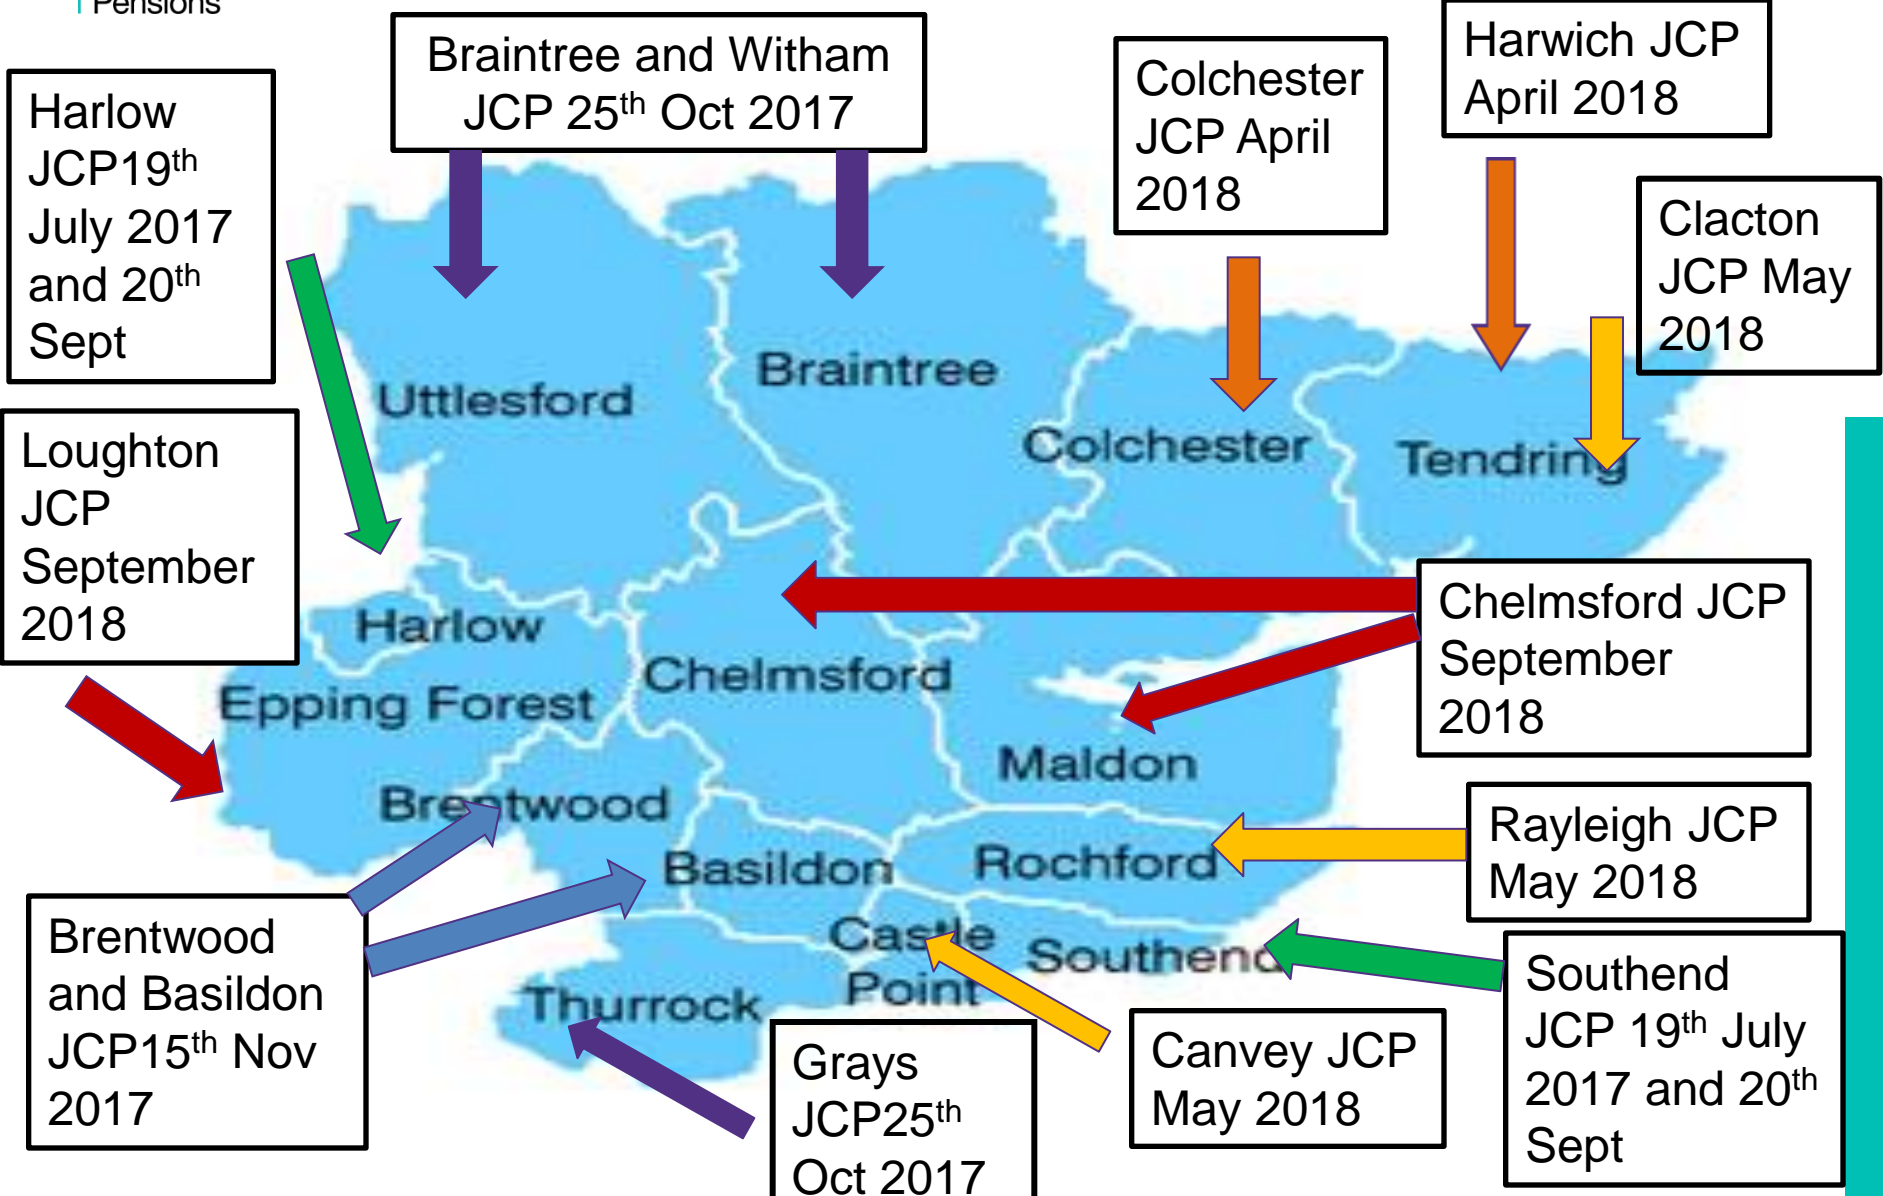 Pensions
Braintree and Witham
JCP 25th Oct 2017
Harwich JCP
April 2018
Colchester
JCP April
2018
Harlow
JCP19th
July 2017
and 20th
Sept
Clacton
JCP May
2018
Uttlesford
Braintree
Colchester
Tendring
Loughton
JCP
September
2018
Harlow
Chelmsford
Epping Forest
Maldon
Chelmsford JCP
September
2018
Brentwood
Basildon
Rochford
Rayleigh JCP
May 2018
Castle
Point
Southend
Thurrock
Brentwood
and Basildon
JCP15th Nov
2017
Grays
JCP25th
Oct 2017
Canvey JCP
May 2018
Southend
JCP 19th July
2017 and 20th
Sept